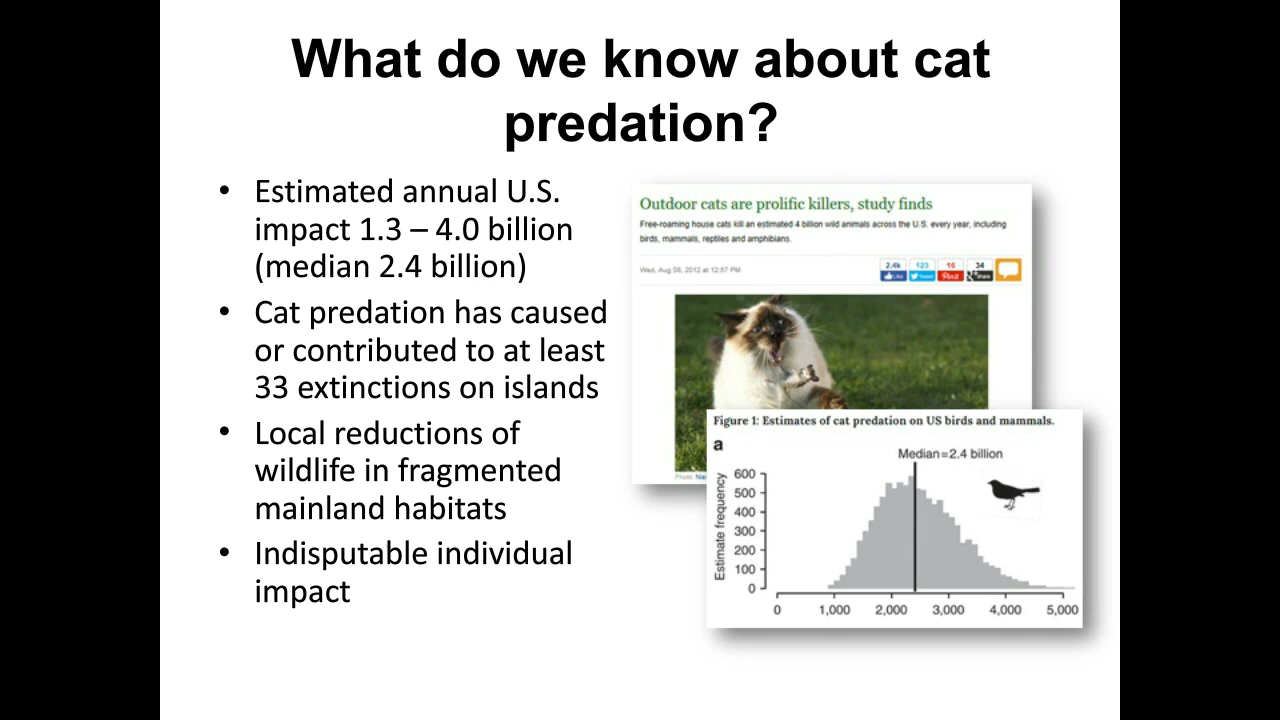 What do we know about cat
predation?
• Estimated annual U.S.
impact 1.3 – 4.0 billion
(median 2.4 billion)
• Cat predation has caused
or contributed to at least
33 extinctions on islands
• Local reductions of
wildlife in fragmented
mainland habitats
• Indisputable individual
impact
Outdoor cats are prolific killers, study finds
Free-roaming house cats kill an estimated 4 billion wild animals across the U.S. every year, including
birds, mammals, reptiles and amphibians.
Wed, Aug 08, 2012 at 12:57 PM
2.4k 123 16 34
Like Tweet Pin it Share
Photo:
Figure 1: Estimates of cat predation on US birds and mammals.
a
Median=2.4 billion
Estimate frequency
600
500
400
300
200
100
0
0 1,000 2,000 3,000 4,000 5,000